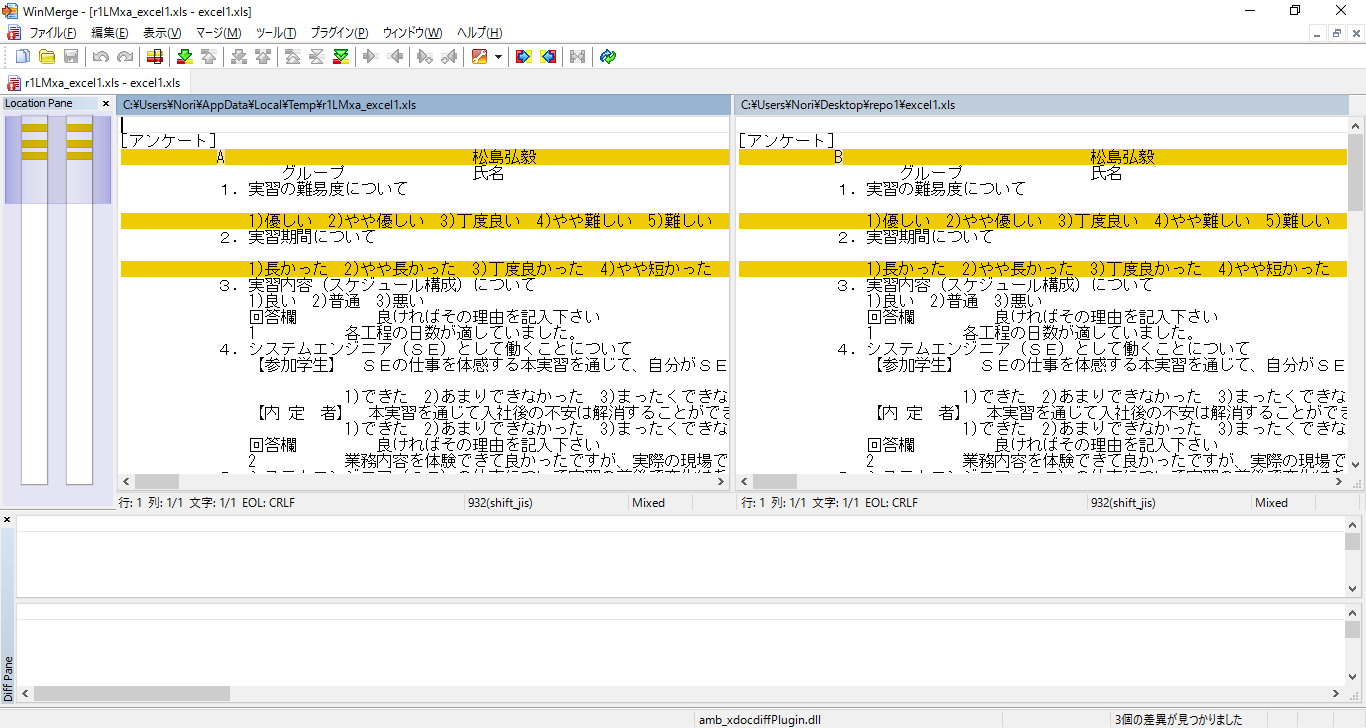 WinMerge - [r1LMxa_excel1.xls - excel1.xls]
ファイル(F) 編集(E) 表示(V) マージ(M) ツール(T) プラグイン(P) ウィンドウ(W) ヘルプ(H)
r1LMxa_excel1.xls - excel1.xls
Location Pane
C:¥Users¥Nori¥AppData¥Local¥Temp¥r1LMxa_excel1.xls
[アンケート]
A 松島弘毅
グループ 氏名
1. 実習の難易度について
1)優しい 2)やや優しい 3)丁度良い 4)やや難しい 5)難しい
2. 実習期間について
1)長かった 2)やや長かった 3)丁度良かった 4)やや短かった
3. 実習内容（スケジュール構成）について
1)良い 2)普通 3)悪い
回答欄 良ければその理由を記入下さい
1 各工程の日数が適していました。
4. システムエンジニア（ＳＥ）として働くことについて
【参加学生】 ＳＥの仕事を体感する本実習を通じて、自分がＳＥ
1)できた 2)あまりできなかった 3)まったくできな
【内 定 者】 本実習を通じて入社後の不安は解消することができ
1)できた 2)あまりできなかった 3)まったくできな
回答欄 良ければその理由を記入下さい
2 業務内容を体験できて良かったですが、実際の現場で
行: 1 列: 1/1 文字: 1/1 EOL: CRLF 932(shift_jis) Mixed
C:¥Users¥Nori¥Desktop¥repo1¥excel1.xls
[アンケート]
B 松島弘毅
グループ 氏名
1. 実習の難易度について
1)優しい 2)やや優しい 3)丁度良い 4)やや難しい 5)難しい
2. 実習期間について
1)長かった 2)やや長かった 3)丁度良かった 4)やや短かった
3. 実習内容（スケジュール構成）について
1)良い 2)普通 3)悪い
回答欄 良ければその理由を記入下さい
1 各工程の日数が適していました。
4. システムエンジニア（ＳＥ）として働くことについて
【参加学生】 ＳＥの仕事を体感する本実習を通じて、自分がＳＥ
1)できた 2)あまりできなかった 3)まったくできな
【内 定 者】 本実習を通じて入社後の不安は解消することができ
1)できた 2)あまりできなかった 3)まったくできな
回答欄 良ければその理由を記入下さい
2 業務内容を体験できて良かったですが、実際の現場で
行: 1 列: 1/1 文字: 1/1 EOL: CRLF 932(shift_jis) Mixed
Diff Pane
amb_xdocdiffPlugin.dll 3個の差異が見つかりました